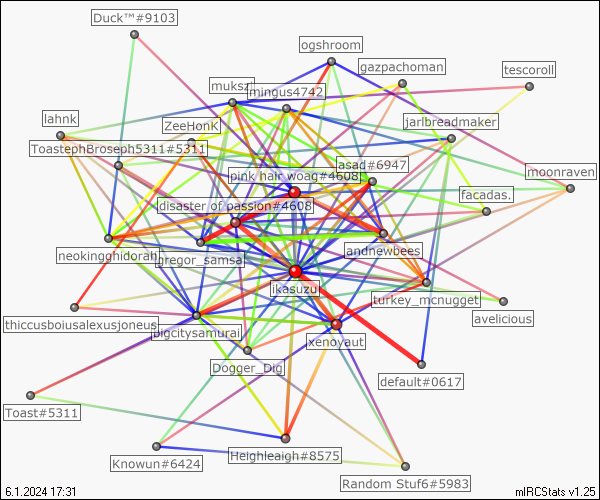 Duck™#9103
ogshroom
gazpachoman
tescoroll
mukszi
mingus4742
lahnk
ZeeHonK
jarlbreadmaker
ToastephBroseph5311#5311
asad#6947
pink hair woag#4608
moonraven
facadas.
disaster of passion#4608
neokingghidorah
gregor_samsa
andnewbees
likasuzu
turkey_mcnugget
avelicious
thiccusboiusalexusjoneus
bigcitysamurai
xenoyaut
Dogger_Dig
default#0617
Toast#5311
Heighleaigh#8575
Knowun#6424
Random Stuf6#5983
6.1.2024 17:31
mIRCStats v1.25